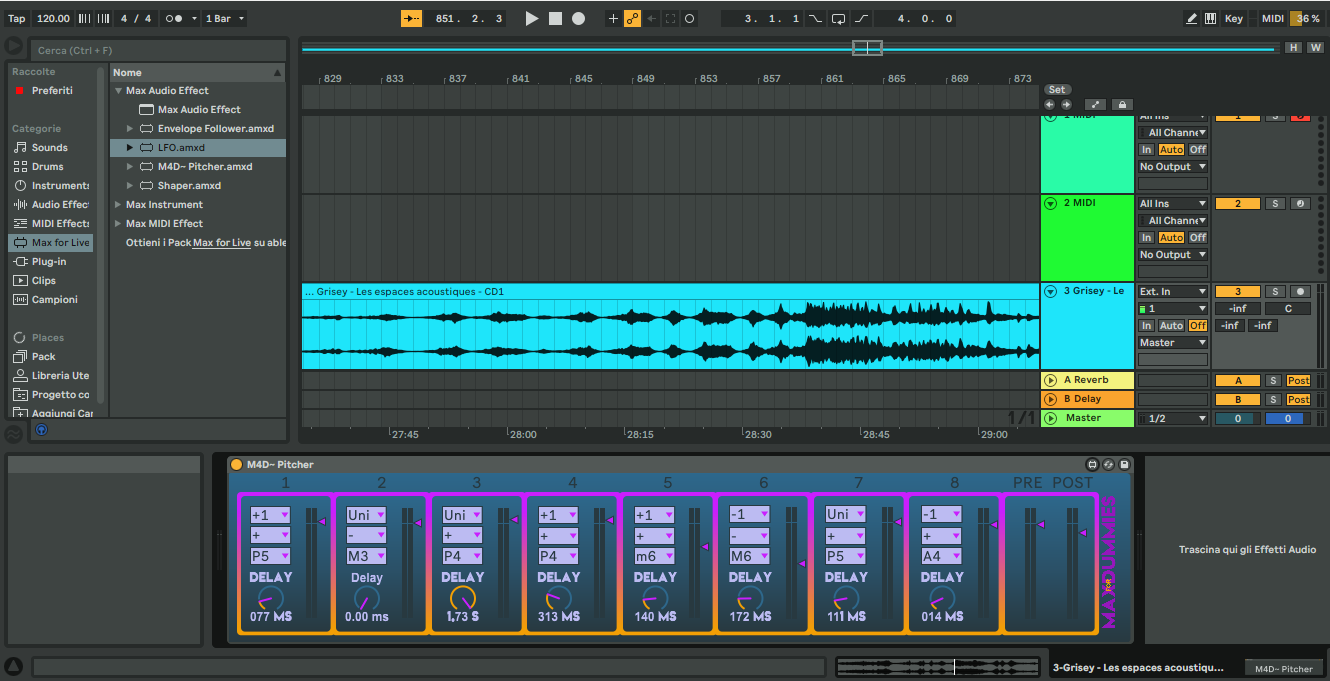 Tap 120.00 4 / 4 1 Bar 851. 2. 3 3. 1. 1 4. 0. 0 Key MIDI 36 %
Cerca (Ctrl + F)
H W
Raccolte
Preferiti
Categorie
Sounds
Drums
Instruments
Audio Effec
MIDI Effects
Max for Live
Plug-in
Clips
Campioni
Places
Pack
Libreria Ute
Progetto co
Aggiungi Car
Nome
Max Audio Effect
Max Audio Effect
Envelope Follower.amxd
LFO.amxd
M4D~ Pitcher.amxd
Shaper.amxd
Max Instrument
Max MIDI Effect
Ottieni i Pack Max for Live su able
829 833 837 841 845 849 853 857 861 865 869 873
Set
1 MIDI All Ins 1 S
All Channe
In Auto Off
No Output
2 MIDI All Ins 2 S
All Channe
In Auto Off
No Output
... Grisey - Les espaces acoustiques - CD1
3 Grisey - Le Ext. In 3 S
1 -inf C
In Auto Off -inf -inf
Master
A Reverb A S Post
B Delay B S Post
1/1 Master 1/2 0 0
27:45 28:00 28:15 28:30 28:45 29:00
M4D~ Pitcher
1 2 3 4 5 6 7 8 PRE POST
+1 Uni Uni +1 +1 -1 Uni -1
+ - + + + - + +
P5 M3 P4 P4 m6 M6 P5 A4
DELAY Delay DELAY DELAY DELAY DELAY DELAY DELAY
077 MS 0.00 ms 1.73 S 313 MS 140 MS 172 MS 111 MS 014 MS
MAXFORDUMMIES
Trascina qui gli Effetti Audio
3-Grisey - Les espaces acoustiqu... M4D~ Pitcher